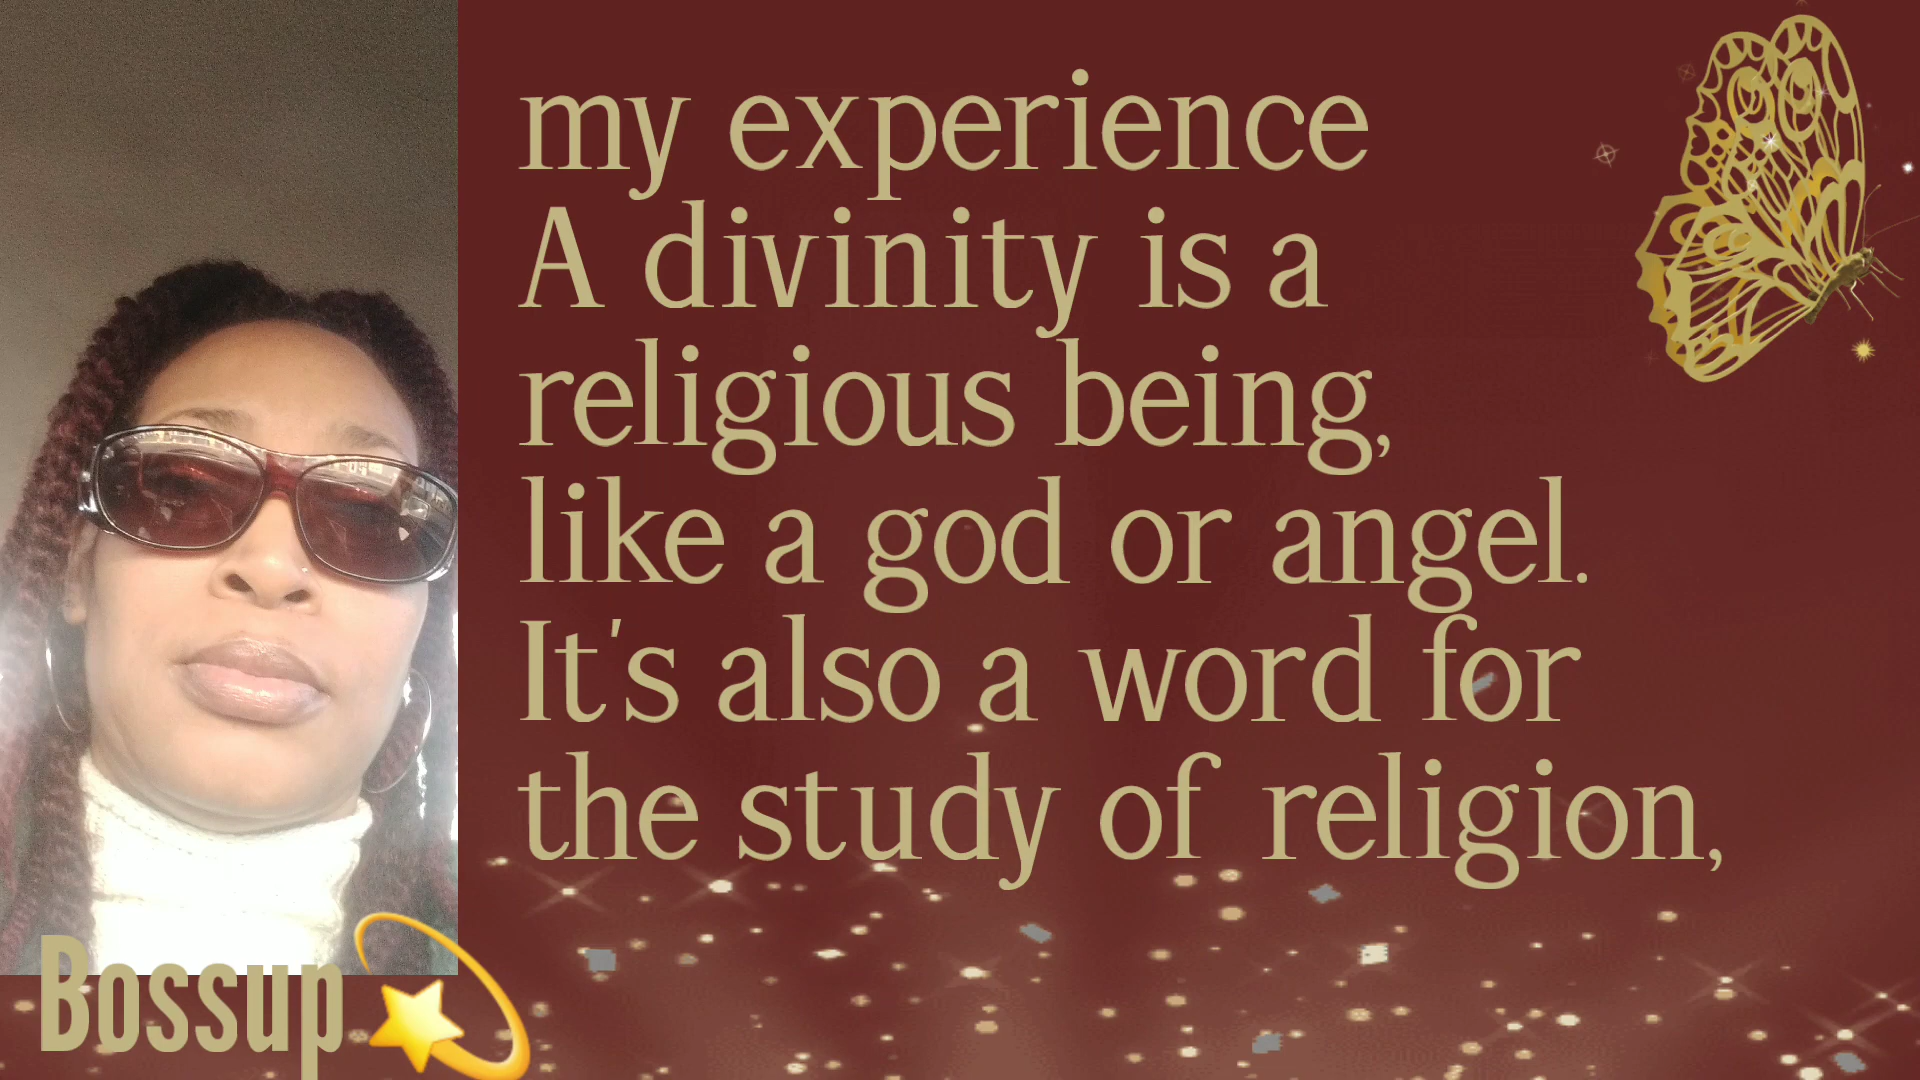 my experience
A divinity is a
religious being,
like a god or angel.
It's also a word for
the study of religion,
Bossup